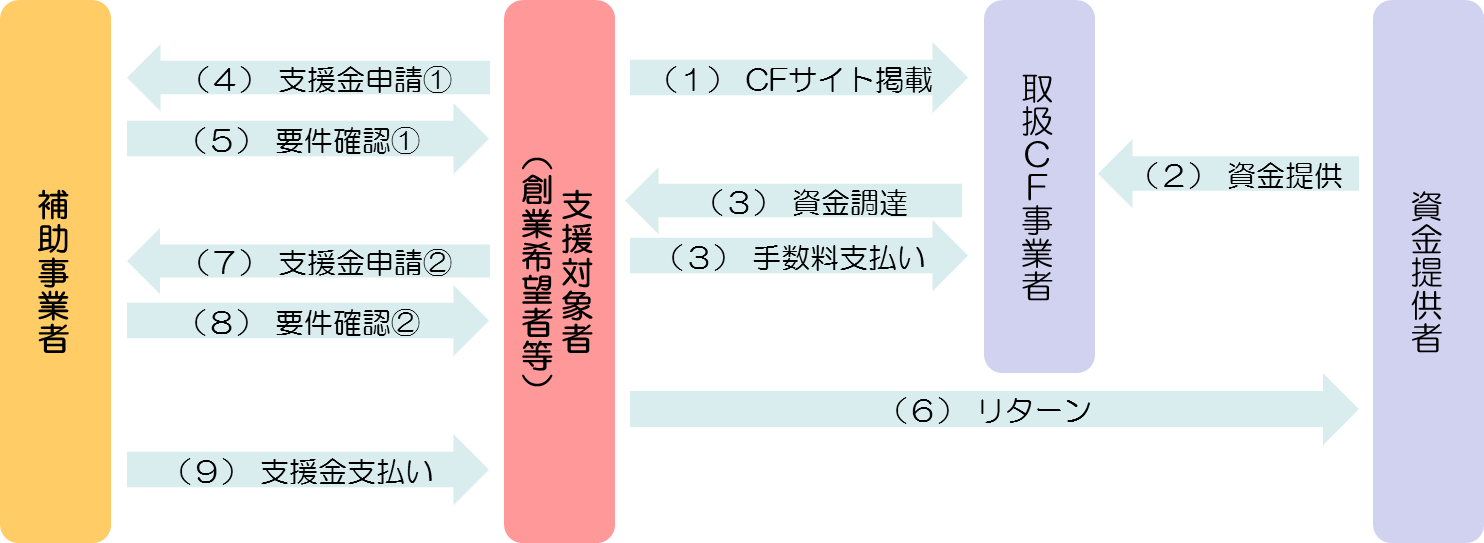 補助事業者
（4） 支援金申請①
（5） 要件確認①
（7） 支援金申請②
（8） 要件確認②
（9） 支援金支払い
支援対象者
（創業希望者等）
（1） CFサイト掲載
（3） 資金調達
（3） 手数料支払い
（6） リターン
取扱CF事業者
（2） 資金提供
資金提供者